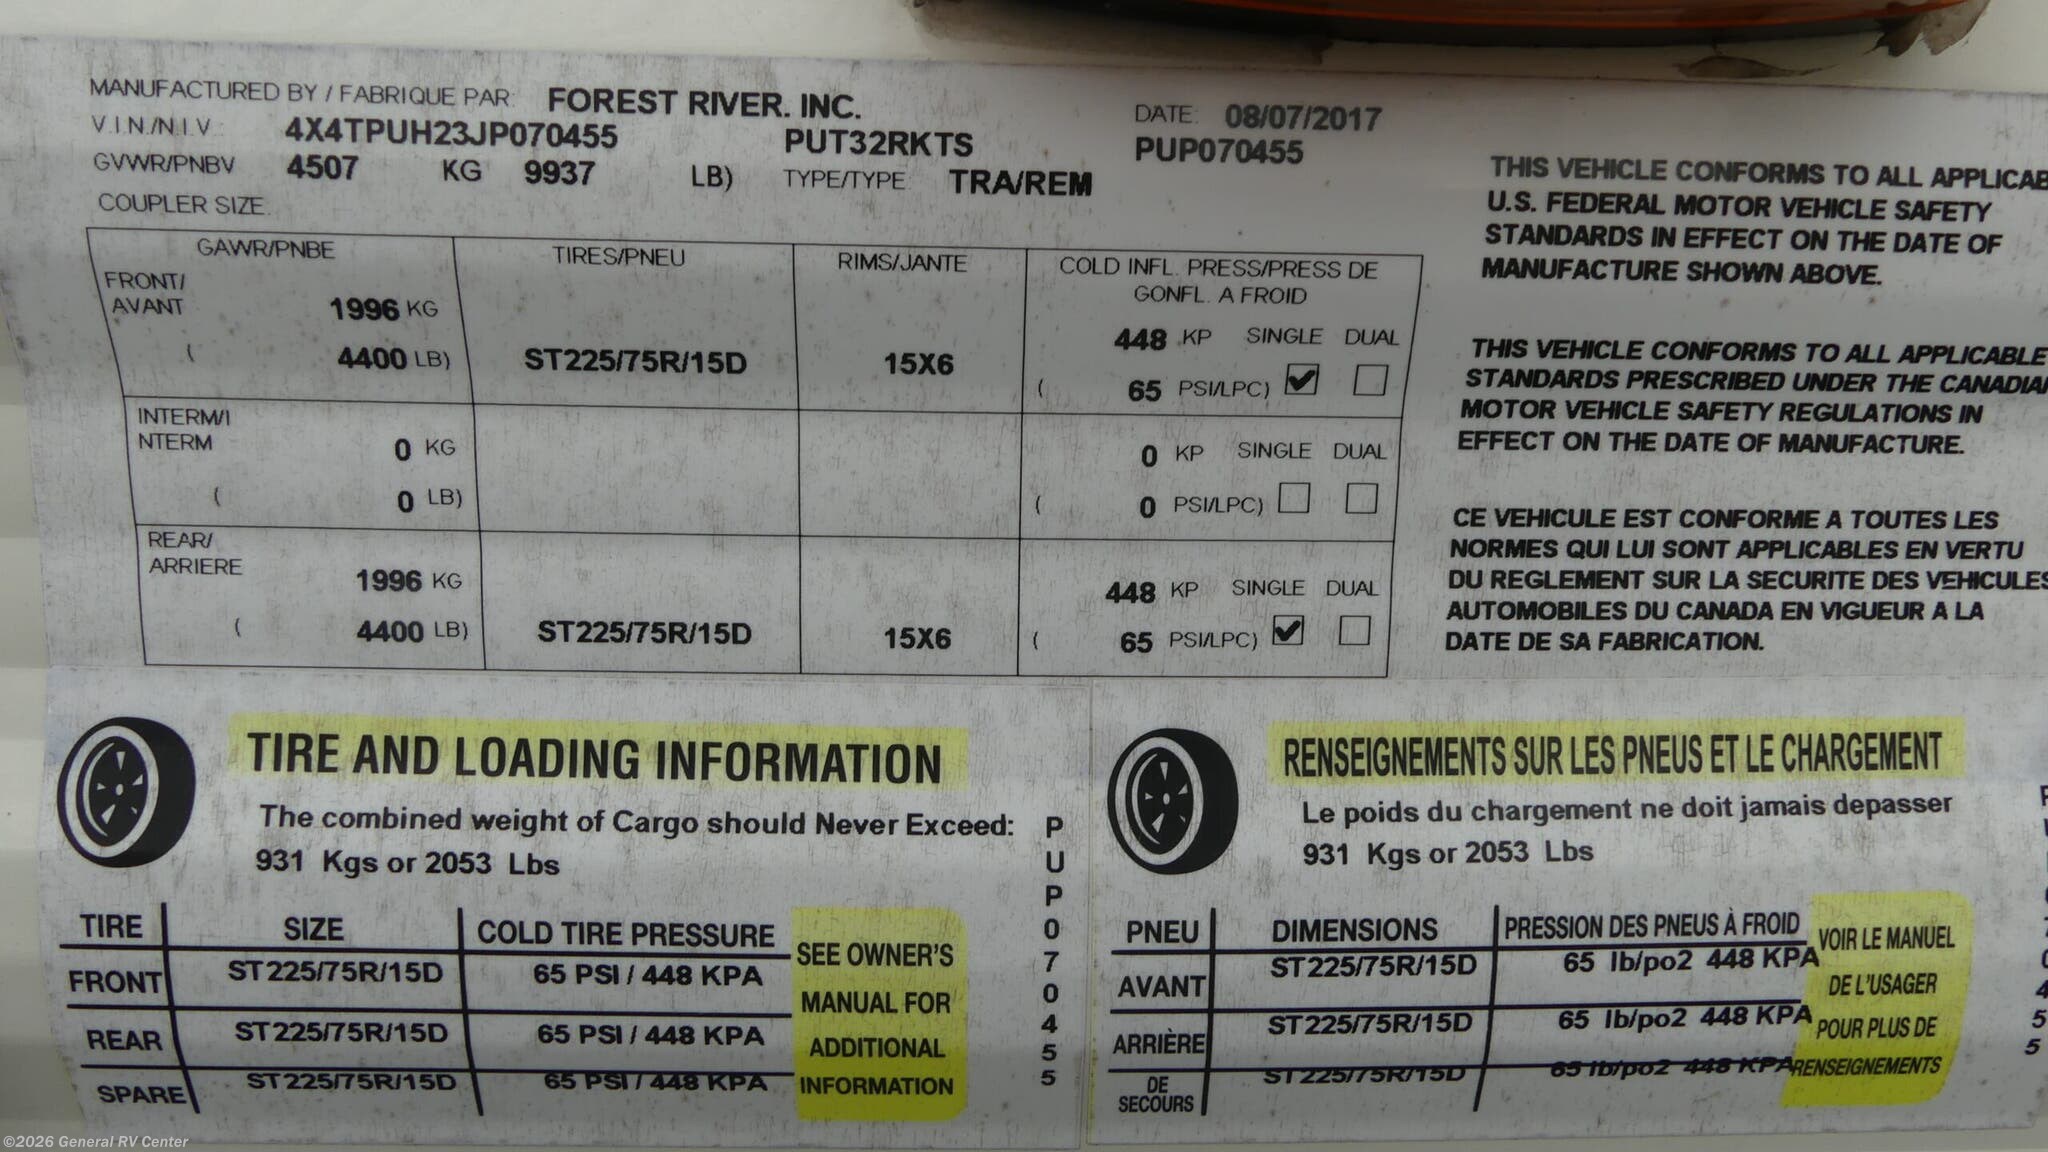 MANUFACTURED BY / FABRIQUE PAR: FOREST RIVER. INC. DATE: 08/07/2017
V.I.N./N.I.V.: 4X4TPUH23JP070455 PUT32RKTS PUP070455
GVWR/PNBV 4507 KG 9937 LB) TYPE/TYPE: TRA/REM
COUPLER SIZE:
GAWR/PNBE TIRES/PNEU RIMS/JANTE COLD INFL. PRESS/PRESS DE
GONFL. A FROID
FRONT/
AVANT 1996 KG 448 KP SINGLE DUAL
( 4400 LB) ST225/75R/15D 15X6 ( 65 PSI/LPC) ✔
INTERM/I
NTERM 0 KG 0 KP SINGLE DUAL
( 0 LB) ( 0 PSI/LPC)
REAR/
ARRIERE 1996 KG 448 KP SINGLE DUAL
( 4400 LB) ST225/75R/15D 15X6 ( 65 PSI/LPC) ✔
THIS VEHICLE CONFORMS TO ALL APPLICAB
U.S. FEDERAL MOTOR VEHICLE SAFETY
STANDARDS IN EFFECT ON THE DATE OF
MANUFACTURE SHOWN ABOVE.
THIS VEHICLE CONFORMS TO ALL APPLICABLE
STANDARDS PRESCRIBED UNDER THE CANADIAN
MOTOR VEHICLE SAFETY REGULATIONS IN
EFFECT ON THE DATE OF MANUFACTURE.
CE VEHICULE EST CONFORME A TOUTES LES
NORMES QUI LUI SONT APPLICABLES EN VERTU
DU REGLEMENT SUR LA SECURITE DES VEHICULES
AUTOMOBILES DU CANADA EN VIGUEUR A LA
DATE DE SA FABRICATION.
TIRE AND LOADING INFORMATION
The combined weight of Cargo should Never Exceed:
931 Kgs or 2053 Lbs
TIRE SIZE COLD TIRE PRESSURE
FRONT ST225/75R/15D 65 PSI / 448 KPA
REAR ST225/75R/15D 65 PSI / 448 KPA
SPARE ST225/75R/15D 65 PSI / 448 KPA
SEE OWNER'S
MANUAL FOR
ADDITIONAL
INFORMATION
PUP070455
RENSEIGNEMENTS SUR LES PNEUS ET LE CHARGEMENT
Le poids du chargement ne doit jamais depasser
931 Kgs or 2053 Lbs
PNEU DIMENSIONS PRESSION DES PNEUS À FROID
AVANT ST225/75R/15D 65 lb/po2 448 KPA
ARRIÈRE ST225/75R/15D 65 lb/po2 448 KPA
DE
SECOURS ST225/75R/15D 65 lb/po2 448 KPA
VOIR LE MANUEL
DE L'USAGER
POUR PLUS DE
RENSEIGNEMENTS
©2026 General RV Center